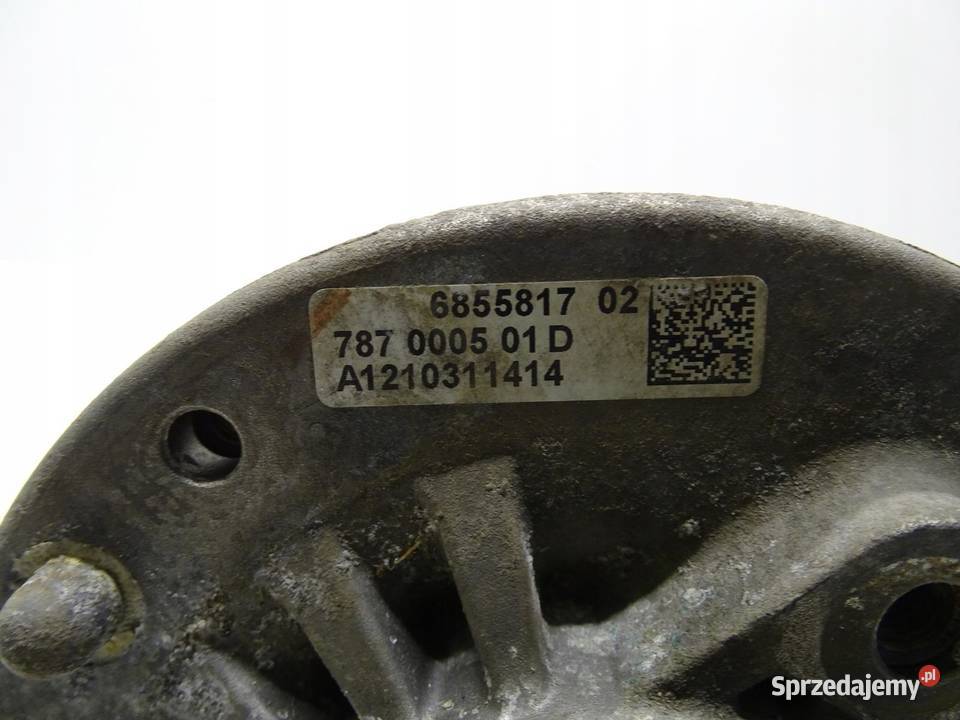 6855817 02
787 0005 01 D
A1210311414
Sprzedajemy.pl